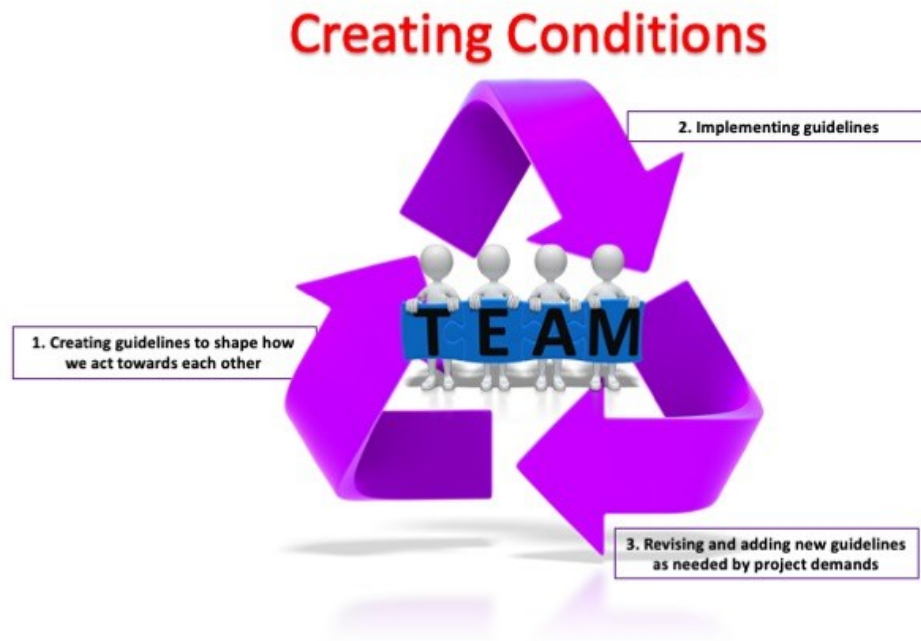 Creating Conditions
2. Implementing guidelines
TEAM
1. Creating guidelines to shape how
we act towards each other
3. Revising and adding new guidelines
as needed by project demands